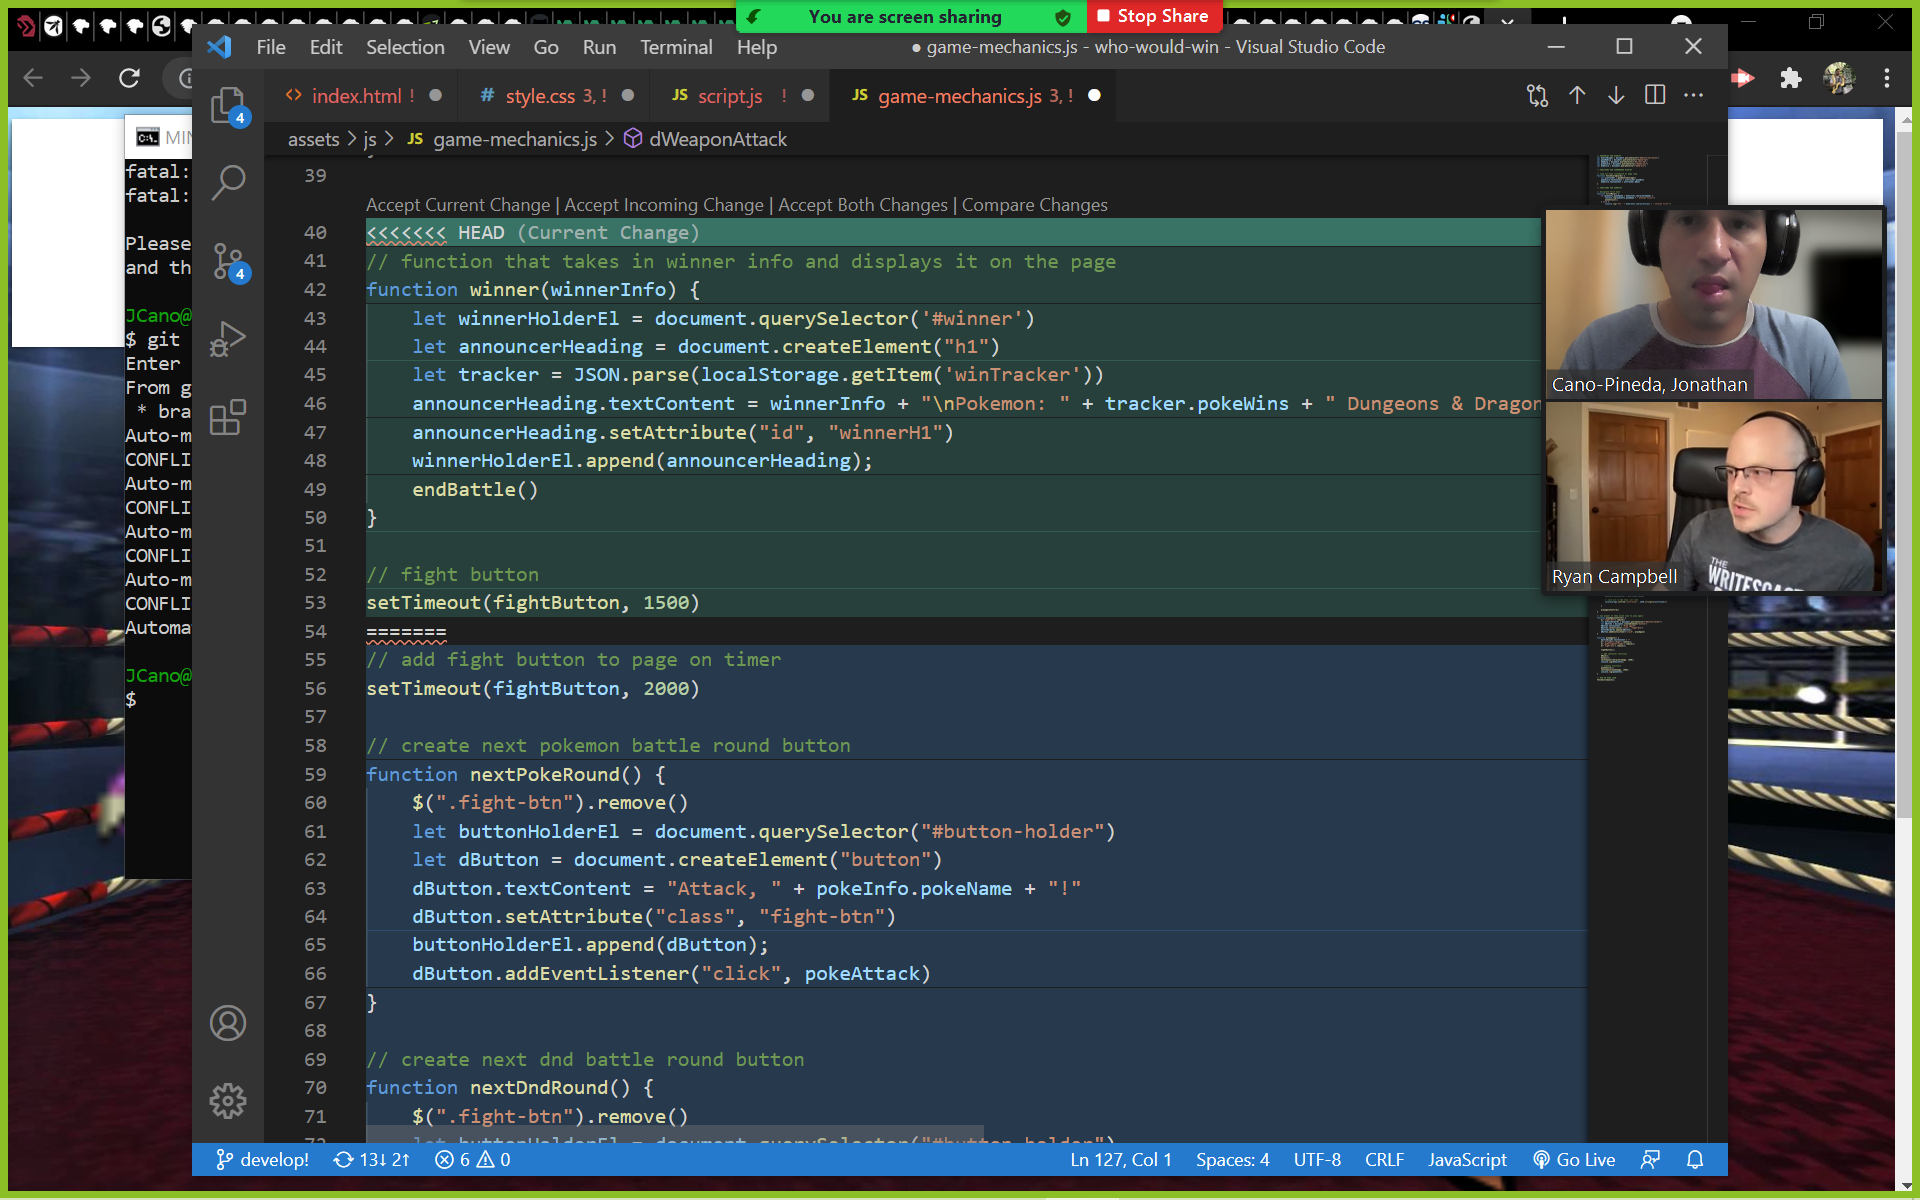 You are screen sharing
Stop Share
File Edit Selection View Go Run Terminal Help
● game-mechanics.js - who-would-win - Visual Studio Code
<> index.html ! # style.css 3, ! JS script.js ! JS game-mechanics.js 3, !
assets > js > JS game-mechanics.js > dWeaponAttack
4
4
MIN
fatal:
fatal:
Please
and th
JCano@
$ git
Enter
From g
* bra
Auto-m
CONFLI
Auto-m
CONFLI
Auto-m
CONFLI
Auto-m
CONFLI
Automa
JCano@
$
39
Accept Current Change | Accept Incoming Change | Accept Both Changes | Compare Changes
40 <<<<<<< HEAD (Current Change)
41 // function that takes in winner info and displays it on the page
42 function winner(winnerInfo) {
43 let winnerHolderEl = document.querySelector('#winner')
44 let announcerHeading = document.createElement("h1")
45 let tracker = JSON.parse(localStorage.getItem('winTracker'))
46 announcerHeading.textContent = winnerInfo + "\nPokemon: " + tracker.pokeWins + " Dungeons & Dragon
47 announcerHeading.setAttribute("id", "winnerH1")
48 winnerHolderEl.append(announcerHeading);
49 endBattle()
50 }
51
52 // fight button
53 setTimeout(fightButton, 1500)
54 =======
55 // add fight button to page on timer
56 setTimeout(fightButton, 2000)
57
58 // create next pokemon battle round button
59 function nextPokeRound() {
60 $(".fight-btn").remove()
61 let buttonHolderEl = document.querySelector("#button-holder")
62 let dButton = document.createElement("button")
63 dButton.textContent = "Attack, " + pokeInfo.pokeName + "!"
64 dButton.setAttribute("class", "fight-btn")
65 buttonHolderEl.append(dButton);
66 dButton.addEventListener("click", pokeAttack)
67 }
68
69 // create next dnd battle round button
70 function nextDndRound() {
71 $(".fight-btn").remove()
72 let buttonHolderEl = document.querySelector("#button-holder")
Cano-Pineda, Jonathan
THE
WRITESCA
Ryan Campbell
develop! 13↓ 2↑ 6 0 Ln 127, Col 1 Spaces: 4 UTF-8 CRLF JavaScript Go Live